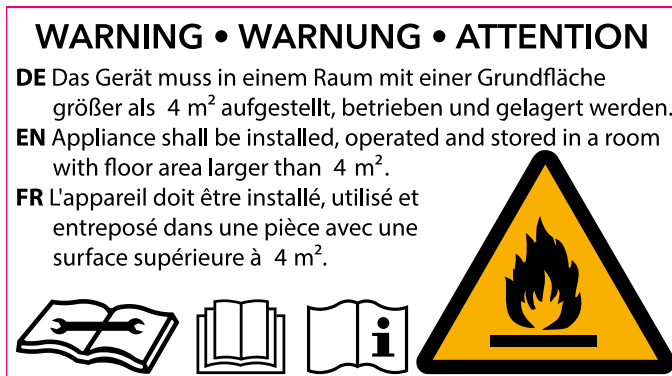 WARNING • WARNUNG • ATTENTION
DE Das Gerät muss in einem Raum mit einer Grundfläche
größer als 4 m² aufgestellt, betrieben und gelagert werden.
EN Appliance shall be installed, operated and stored in a room
with floor area larger than 4 m².
FR L'appareil doit être installé, utilisé et
entreposé dans une pièce avec une
surface supérieure à 4 m².
i